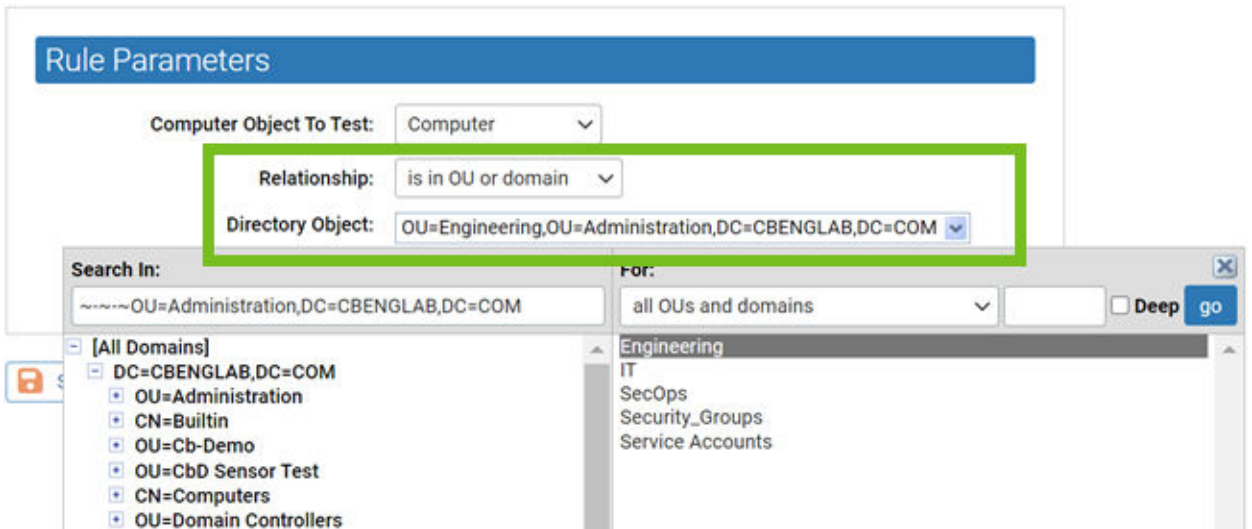 Rule Parameters
Computer Object To Test: Computer
Relationship: is in OU or domain
Directory Object: OU=Engineering,OU=Administration,DC=CBENGLAB,DC=COM
Search In: For:
~-~-~OU=Administration,DC=CBENGLAB,DC=COM all OUs and domains Deep go
[All Domains] Engineering
DC=CBENGLAB,DC=COM IT
OU=Administration SecOps
CN=Builtin Security_Groups
OU=Cb-Demo Service Accounts
OU=CbD Sensor Test
CN=Computers
OU=Domain Controllers